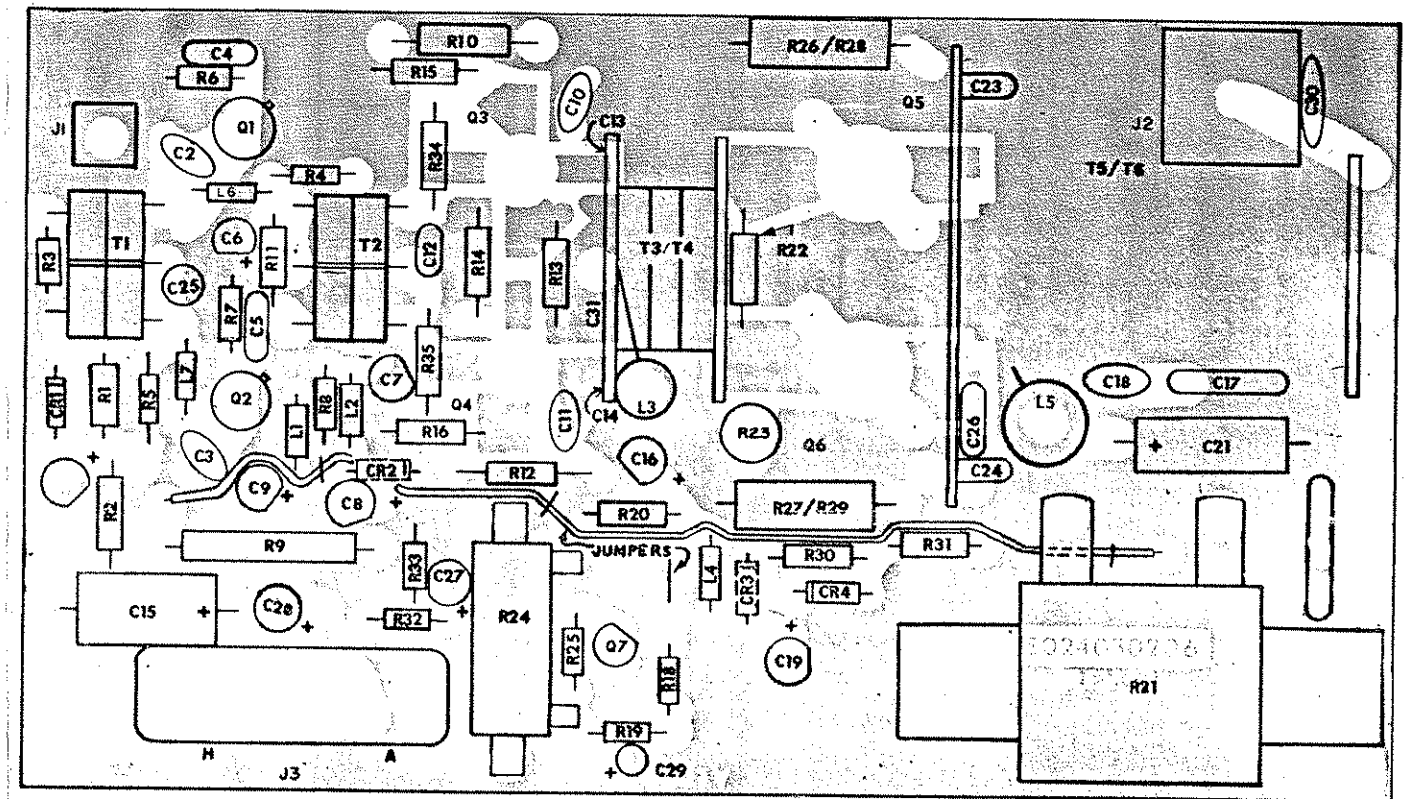 R10
R26/R28
C4
R6
R15
C10
Q5
C23
C30
J1
Q1
Q3
C13
J2
C2
R34
R4
T5/T6
L6
T1
C6
R11
T2
C12
R14
R13
T3/T4
R22
R3
C25
R7
C5
C31
R35
C7
CR1
R1
R5
L7
Q2
L1
R8
L2
Q4
C11
C14
L3
C18
C17
L5
R16
R23
Q6
C26
C21
+
C3
CR2
R12
C16
+
C24
+
R2
C9
+
C8
+
R20
R27/R29
R9
JUMPERS
R30
R31
R33
C27
+
L4
CR3
CR4
C15
+
C28
+
R32
R24
R25
Q7
R18
+
C19
R21
R19
H
A
J3
+
C29